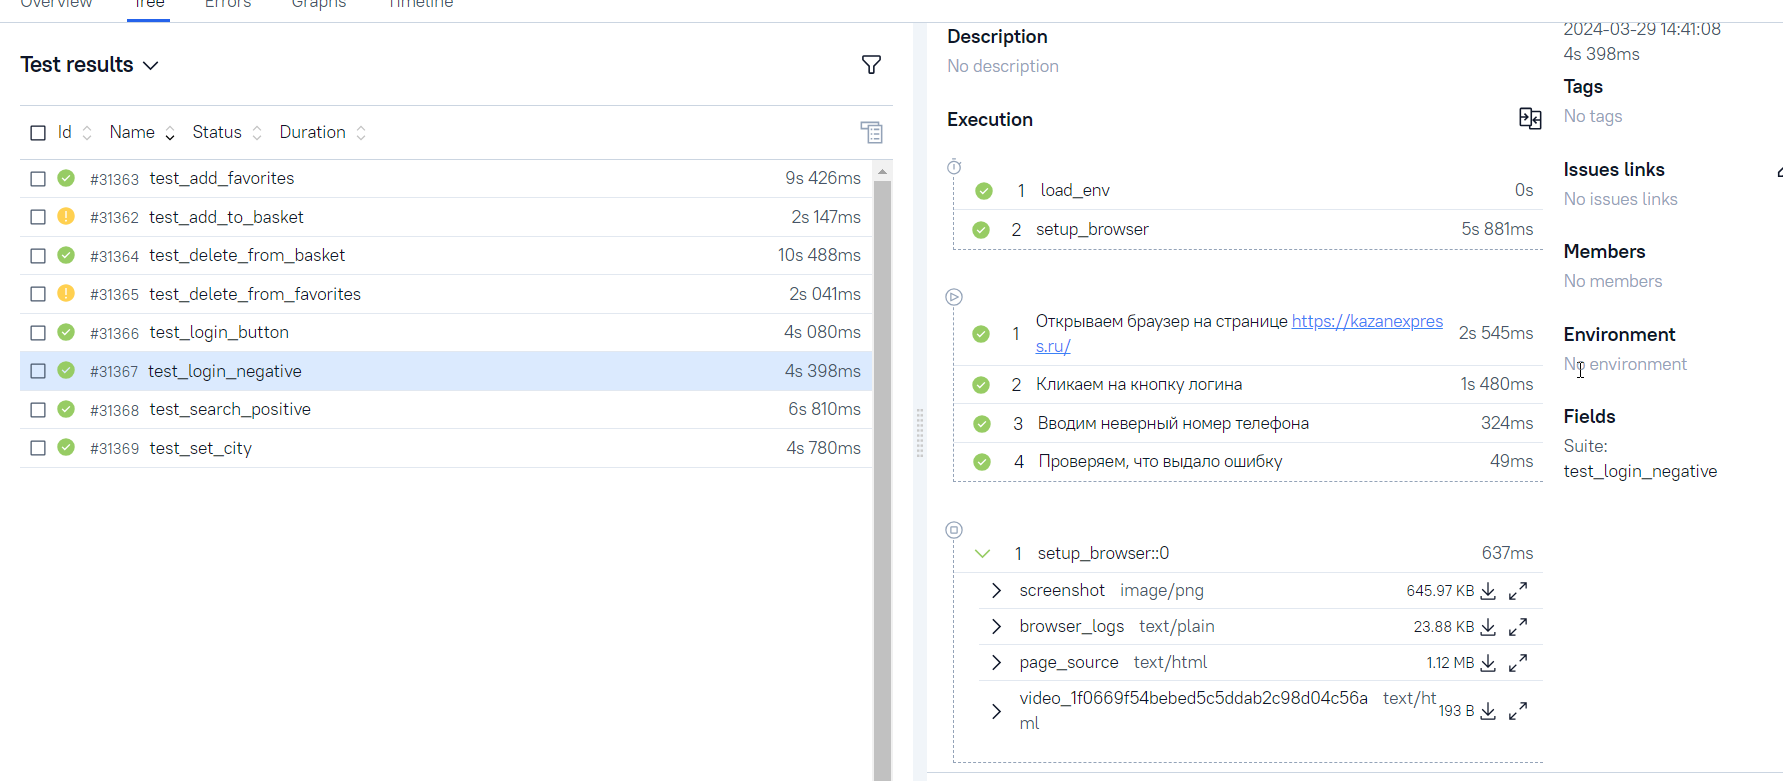 Overview Tree Errors Graphs Timeline
Test results
Id Name Status Duration
#31363 test_add_favorites 9s 426ms
#31362 test_add_to_basket 2s 147ms
#31364 test_delete_from_basket 10s 488ms
#31365 test_delete_from_favorites 2s 041ms
#31366 test_login_button 4s 080ms
#31367 test_login_negative 4s 398ms
#31368 test_search_positive 6s 810ms
#31369 test_set_city 4s 780ms
Description
No description
Execution
1 load_env 0s
2 setup_browser 5s 881ms
1 Открываем браузер на странице https://kazanexpres
s.ru/ 2s 545ms
2 Кликаем на кнопку логина 1s 480ms
3 Вводим неверный номер телефона 324ms
4 Проверяем, что выдало ошибку 49ms
1 setup_browser::0 637ms
screenshot image/png 645.97 KB
browser_logs text/plain 23.88 KB
page_source text/html 1.12 MB
video_1f0669f54bebed5c5ddab2c98d04c56a text/ht
ml 193 B
2024-03-29 14:41:08
4s 398ms
Tags
No tags
Issues links
No issues links
Members
No members
Environment
No environment
Fields
Suite:
test_login_negative